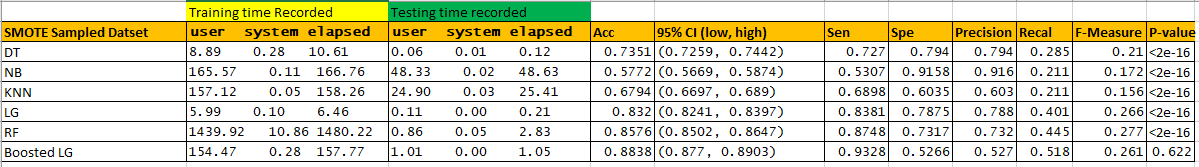 Training time Recorded Testing time recorded
SMOTE Sampled Datset user system elapsed user system elapsed Acc 95% CI (low, high) Sen Spe Precision Recal F-Measure P-value
DT 8.89 0.28 10.61 0.06 0.01 0.12 0.7351 (0.7259, 0.7442) 0.727 0.794 0.794 0.285 0.21 <2e-16
NB 165.57 0.11 166.76 48.33 0.02 48.63 0.5772 (0.5669, 0.5874) 0.5307 0.9158 0.916 0.211 0.172 <2e-16
KNN 157.12 0.05 158.26 24.90 0.03 25.41 0.6794 (0.6697, 0.689) 0.6898 0.6035 0.603 0.211 0.156 <2e-16
LG 5.99 0.10 6.46 0.11 0.00 0.21 0.832 (0.8241, 0.8397) 0.8381 0.7875 0.788 0.401 0.266 <2e-16
RF 1439.92 10.86 1480.22 0.86 0.05 2.83 0.8576 (0.8502, 0.8647) 0.8748 0.7317 0.732 0.445 0.277 <2e-16
Boosted LG 154.47 0.28 157.77 1.01 0.00 1.05 0.8838 (0.877, 0.8903) 0.9328 0.5266 0.527 0.518 0.261 0.622